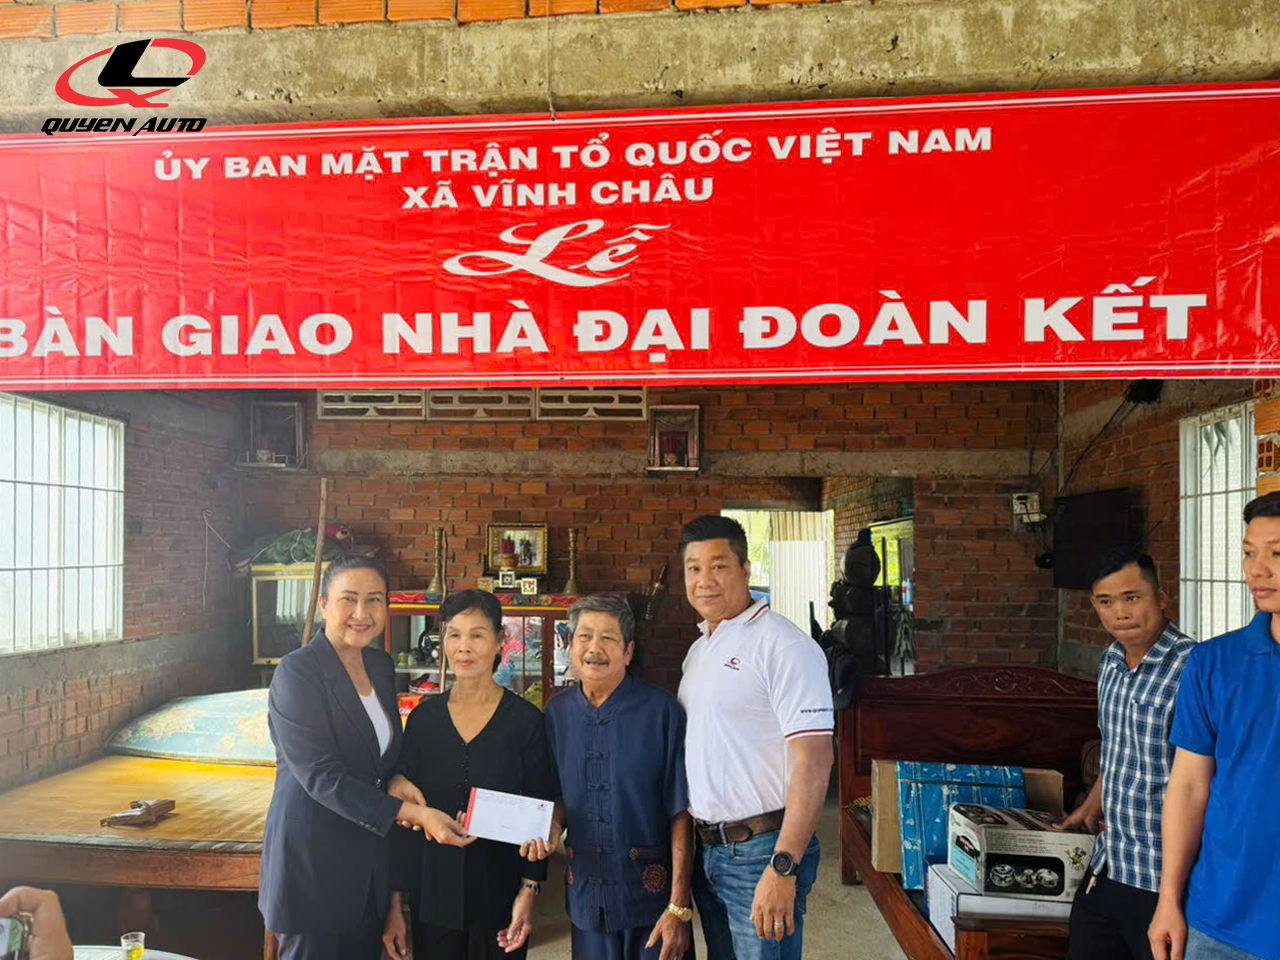 QUYEN AUTO
ỦY BAN MẶT TRẬN TỔ QUỐC VIỆT NAM
XÃ VĨNH CHÂU
Lễ
BÀN GIAO NHÀ ĐẠI ĐOÀN KẾT